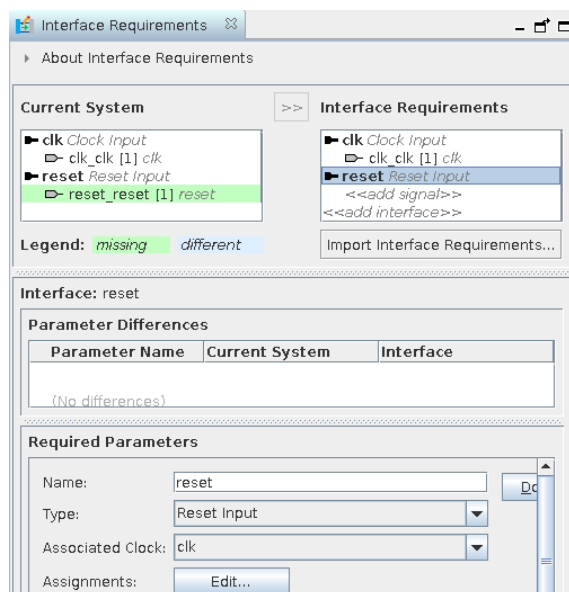 Interface Requirements
About Interface Requirements
Current System >> Interface Requirements
clk Clock Input
clk_clk [1] clk
reset Reset Input
reset_reset [1] reset
clk Clock Input
clk_clk [1] clk
reset Reset Input
<<add signal>>
<<add interface>>
Legend: missing different
Import Interface Requirements...
Interface: reset
Parameter Differences
Parameter Name Current System Interface
(No differences)
Required Parameters
Name: reset
Type: Reset Input
Associated Clock: clk
Assignments: Edit...